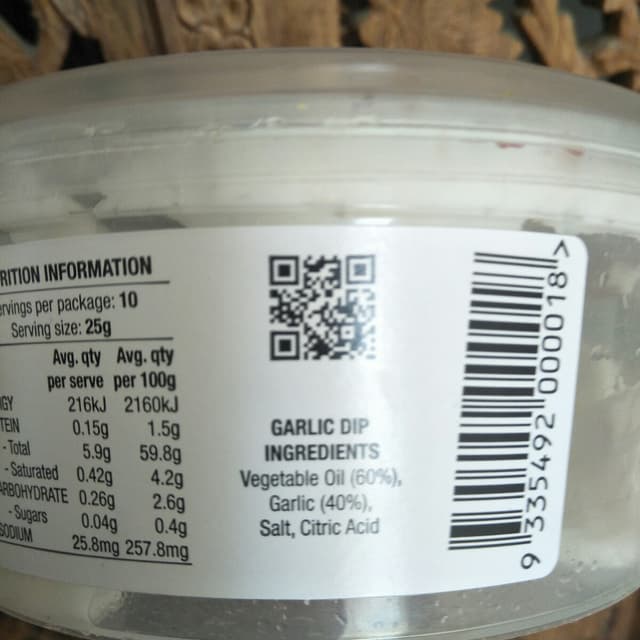 RITION INFORMATION
ervings per package: 10
Serving size: 25g
Avg. qty Avg. qty
per serve per 100g
GY 216kJ 2160kJ
TEIN 0.15g 1.5g
- Total 5.9g 59.8g
- Saturated 0.42g 4.2g
ARBOHYDRATE 0.26g 2.6g
- Sugars 0.04g 0.4g
SODIUM 25.8mg 257.8mg
GARLIC DIP
INGREDIENTS
Vegetable Oil (60%),
Garlic (40%),
Salt, Citric Acid
9 335492 000018 >